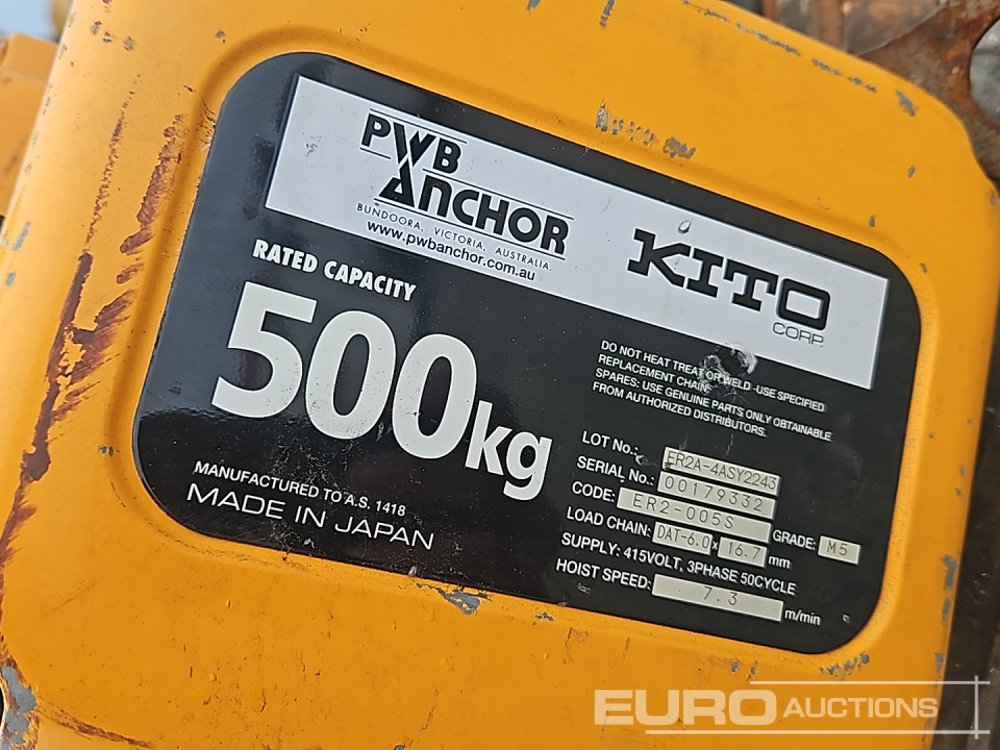 PWB
ANCHOR
BUNDOORA, VICTORIA, AUSTRALIA
www.pwbanchor.com.au
KITO
CORP.
RATED CAPACITY
500kg
MANUFACTURED TO A.S. 1418
MADE IN JAPAN
DO NOT HEAT TREAT OR WELD -USE SPECIFIED
REPLACEMENT CHAIN.
SPARES: USE GENUINE PARTS ONLY OBTAINABLE
FROM AUTHORIZED DISTRIBUTORS.
LOT No.: ER2A-4ASY2243
SERIAL No.: 00179332
CODE: ER2-005S
LOAD CHAIN: DAT-6.0 x 16.7 mm GRADE: M5
SUPPLY: 415VOLT, 3PHASE 50CYCLE
HOIST SPEED: 7.3 m/min
EURO AUCTIONS